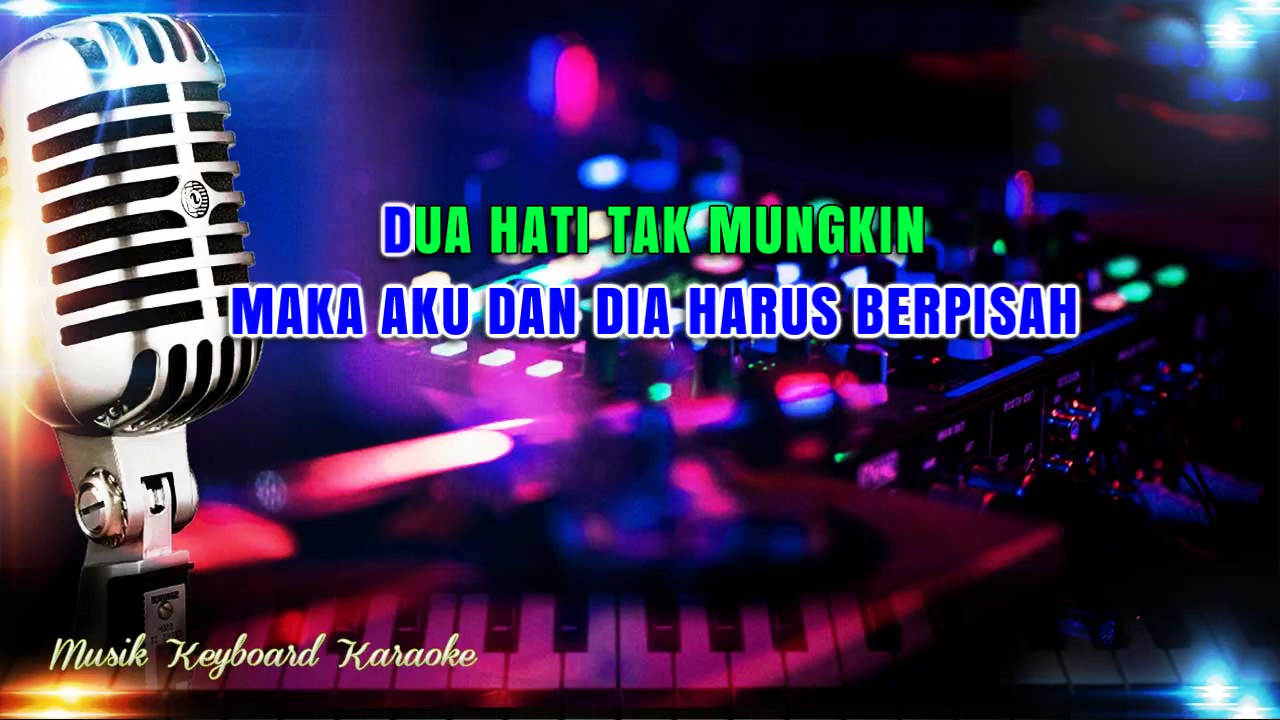 DUA HATI TAK MUNGKIN
MAKA AKU DAN DIA HARUS BERPISAH
Musik Keyboard Karaoke